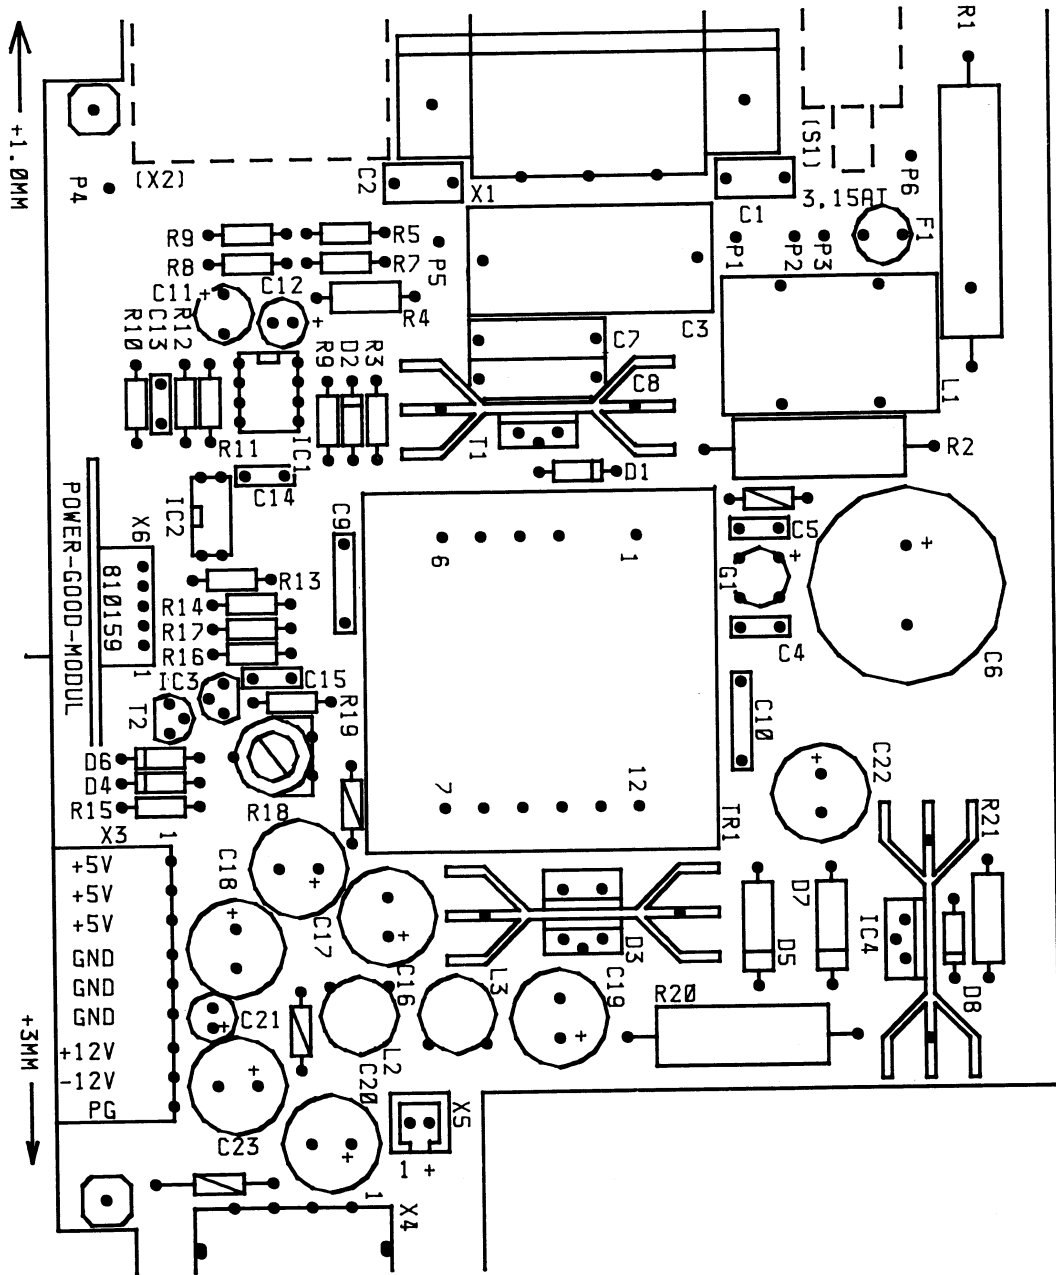 R1
+1.0MM
P4
(X2)
C2
X1
(S1)
P6
3,15AT
C1
F1
R9
R5
R8
R7
P5
P1
P2
P3
C11
+
C12
+
R4
C3
R10
C13
R12
R9
D2
R3
C7
C8
L1
R11
IC1
T1
R2
C14
D1
POWER-GOOD-MODUL
X6
IC2
C9
C5
6
1
+
+
810159
G1
R13
R14
R17
R16
C4
C6
1
IC3
C15
T2
R19
C10
D6
D4
R15
R18
7
12
TR1
+
C22
R21
X3
1
+5V
+5V
+5V
GND
GND
GND
+12V
-12V
PG
C18
+
C17
+
+
C16
D3
L3
C19
+
D5
D7
IC4
D8
R20
C21
+
L2
+3MM
C23
+
C20
+
X5
1 +
1
X4